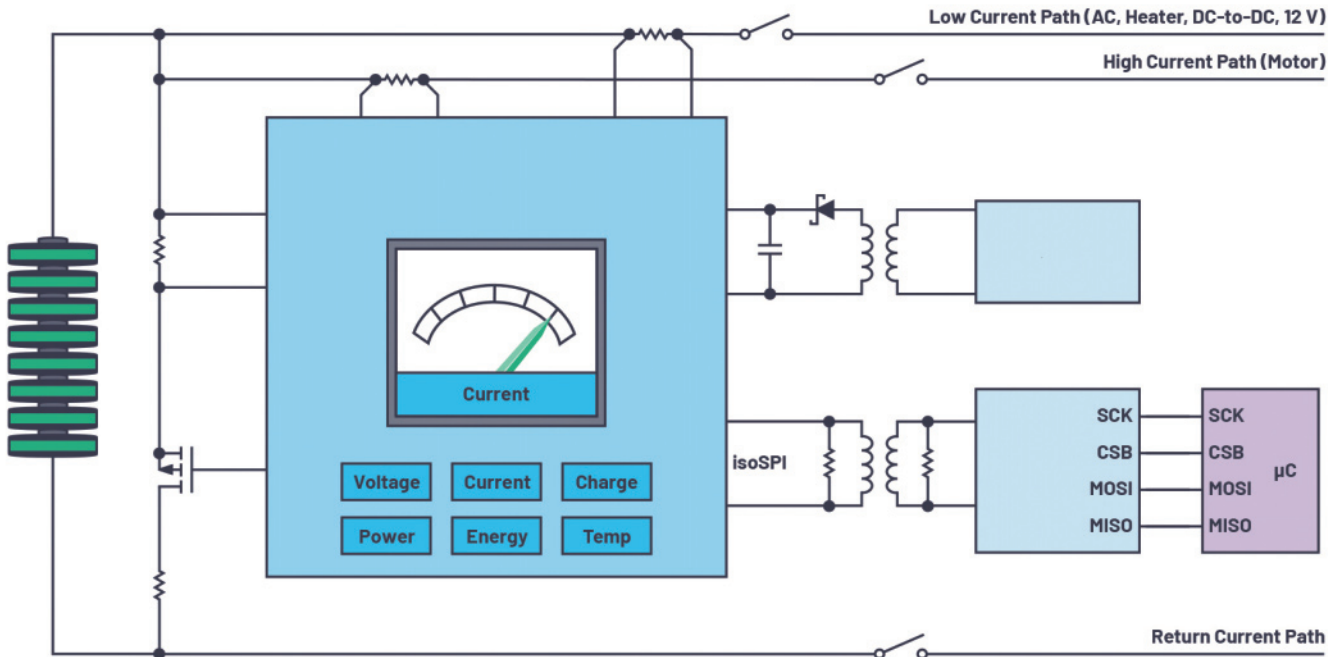 Low Current Path (AC, Heater, DC-to-DC, 12 V)
High Current Path (Motor)
Current
Voltage Current Charge
Power Energy Temp
isoSPI
SCK SCK
CSB CSB
µC
MOSI MOSI
MISO MISO
Return Current Path